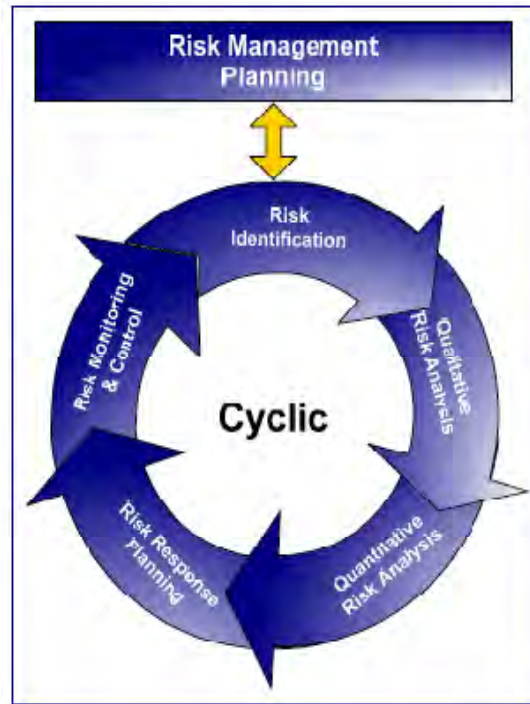 Risk Management
Planning
Risk
Identification
Qualitative
Risk Analysis
Quantitative
Risk Analysis
Risk Response
Planning
Risk Monitoring
& Control
Cyclic